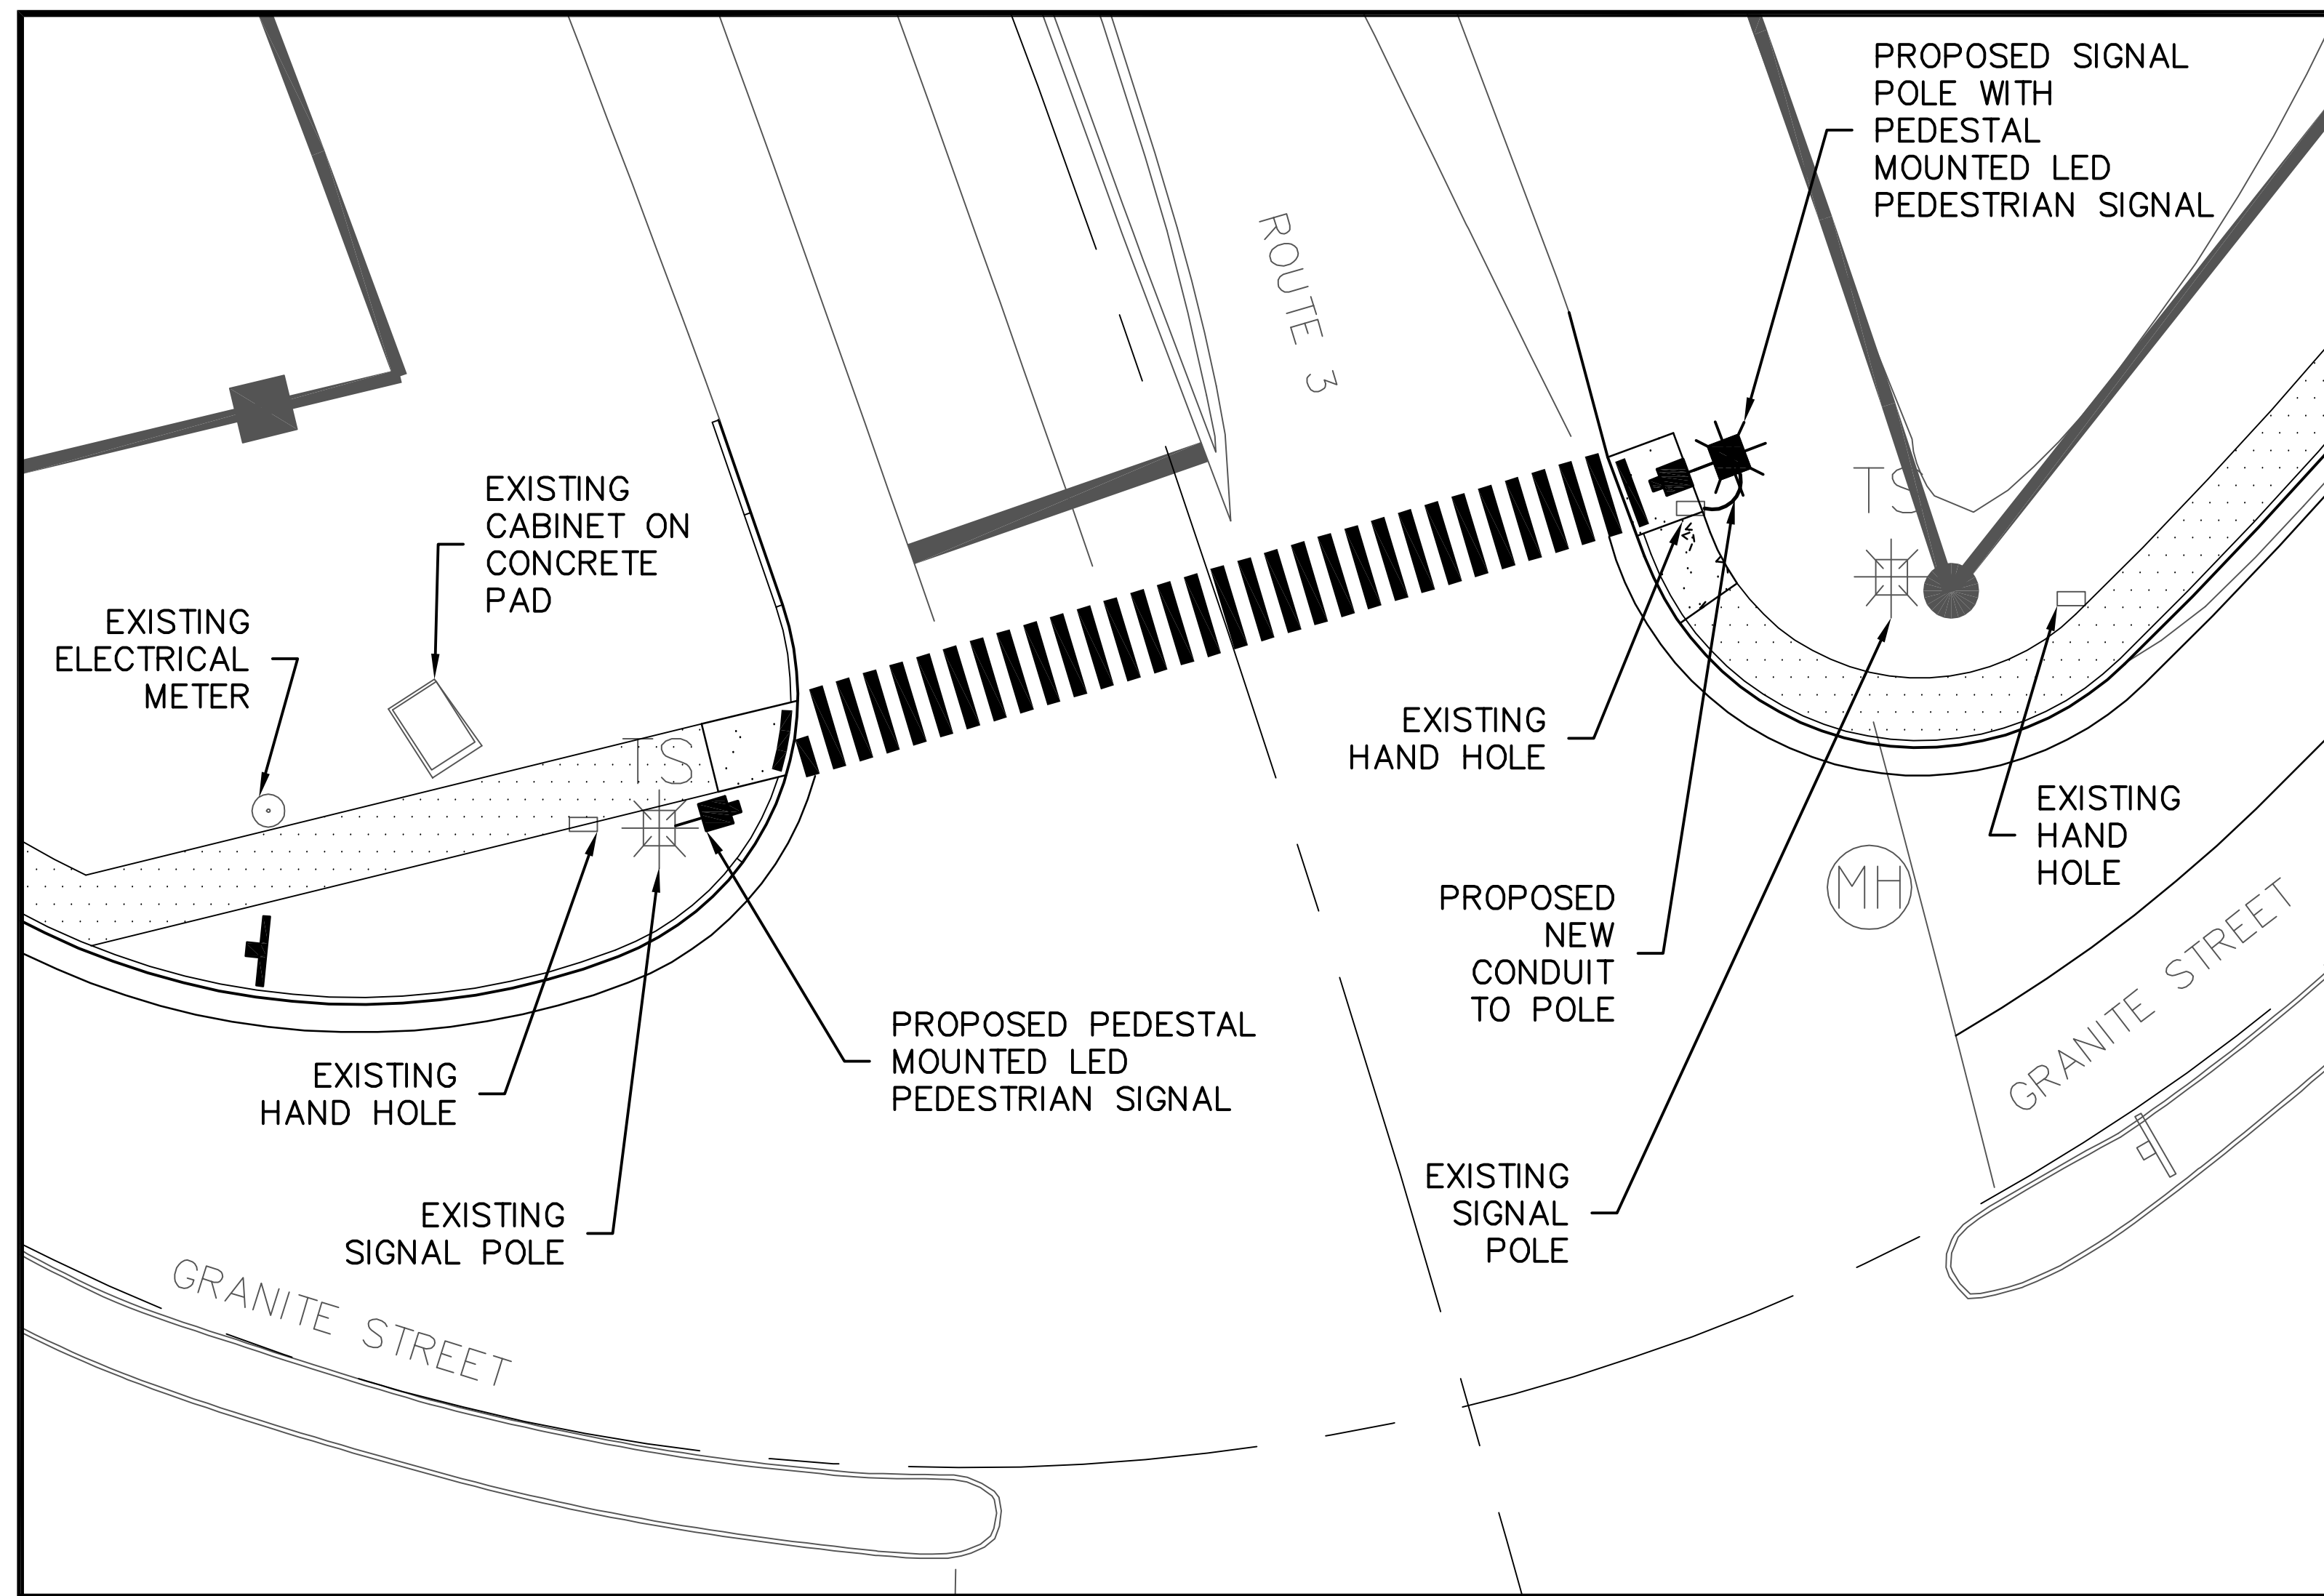 PROPOSED SIGNAL
POLE WITH
PEDESTAL
MOUNTED LED
PEDESTRIAN SIGNAL
ROUTE 3
EXISTING
CABINET ON
CONCRETE
PAD
TS
EXISTING
ELECTRICAL
METER
TS
EXISTING
HAND HOLE
EXISTING
HAND
HOLE
MH
PROPOSED
NEW
CONDUIT
TO POLE
GRANITE STREET
PROPOSED PEDESTAL
MOUNTED LED
PEDESTRIAN SIGNAL
EXISTING
HAND HOLE
EXISTING
SIGNAL
POLE
EXISTING
SIGNAL POLE
GRANITE STREET